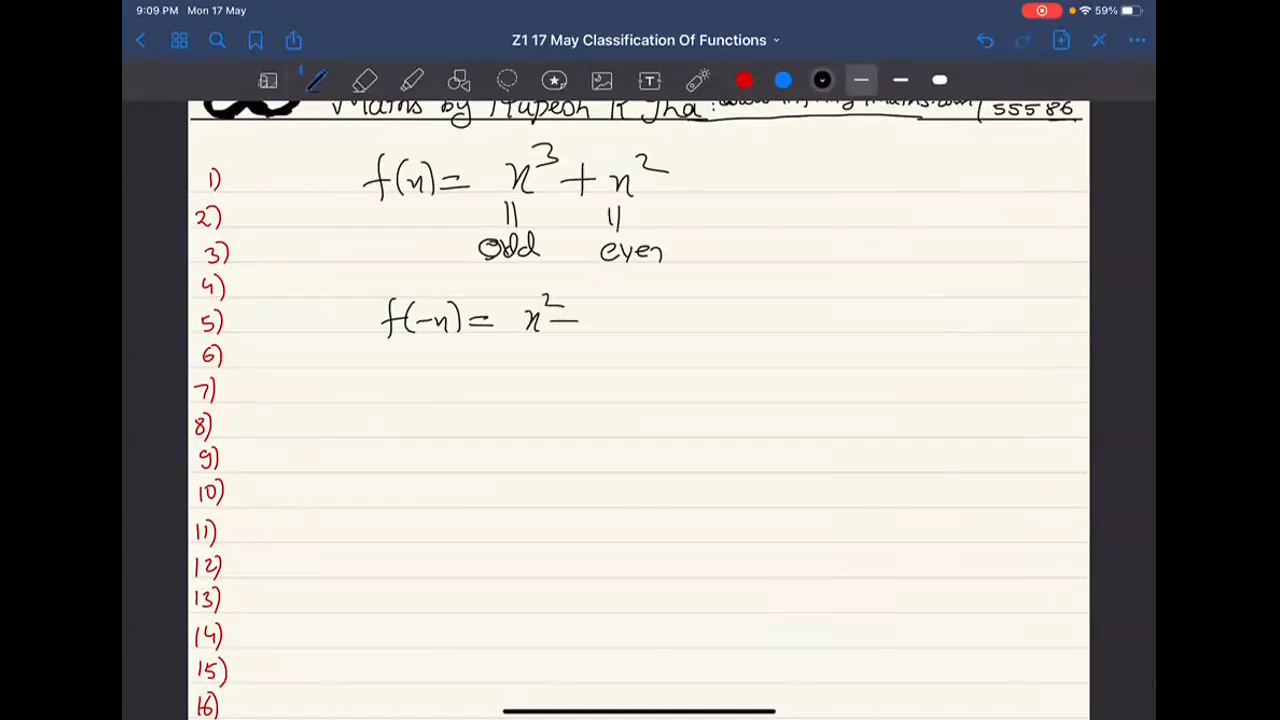 9:09 PM Mon 17 May 59%
Z1 17 May Classification Of Functions
Maths by Rupesh K Jha 55586
1) f(x) = x³ + x²
2)
3) odd even
4)
5) f(-x) = x² -
6)
7)
8)
9)
10)
11)
12)
13)
14)
15)
16)